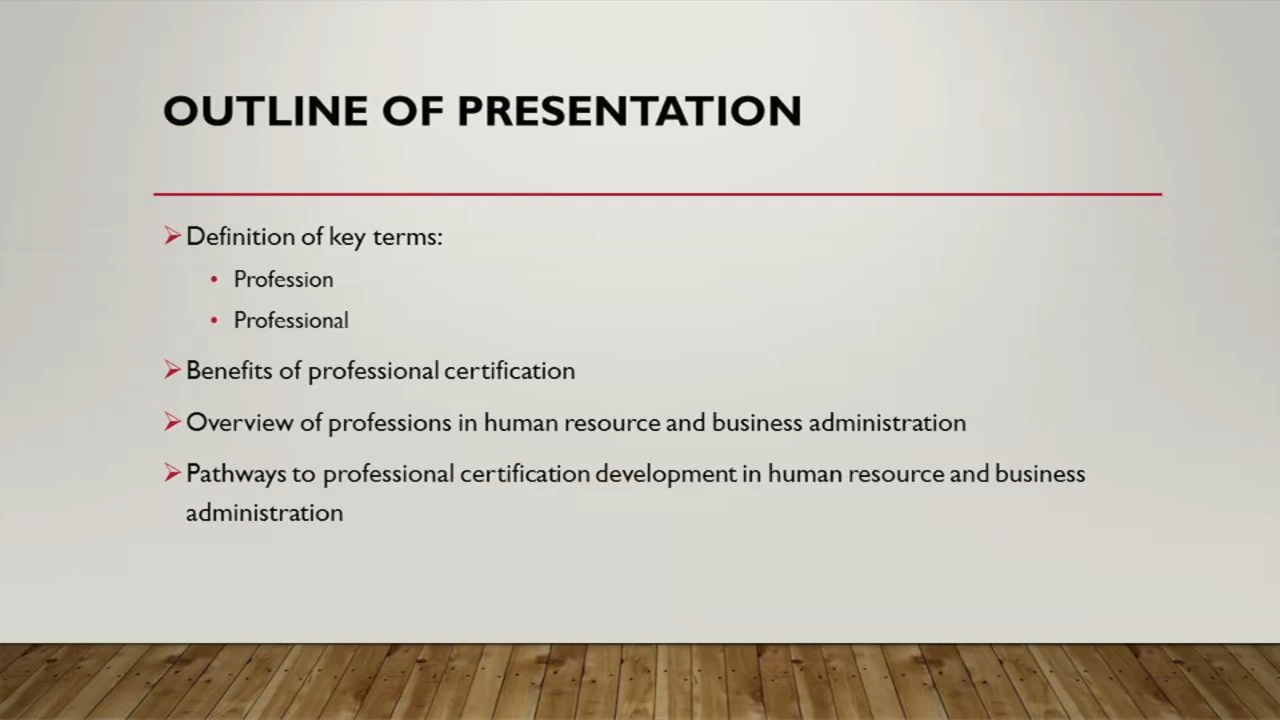 OUTLINE OF PRESENTATION
Definition of key terms:
Profession
Professional
Benefits of professional certification
Overview of professions in human resource and business administration
Pathways to professional certification development in human resource and business
administration